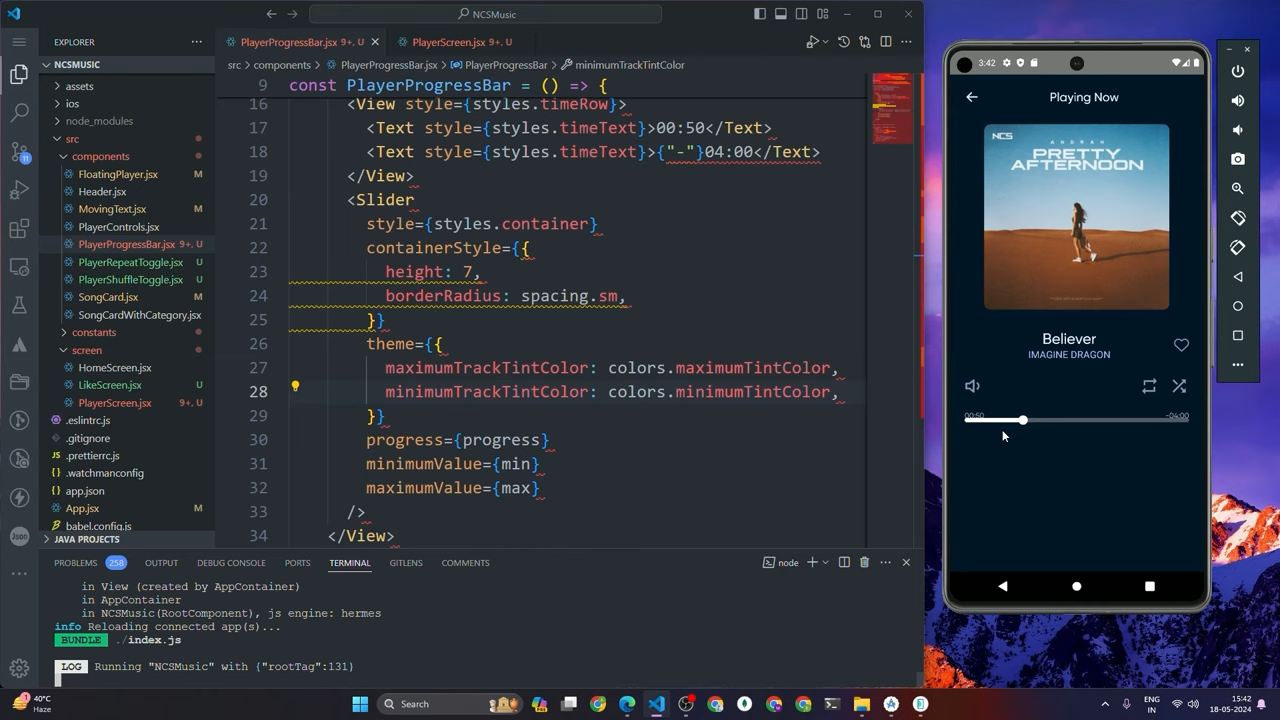 NCSMusic
EXPLORER
NCSMUSIC
assets
ios
node_modules
src
components
FloatingPlayer.jsx M
Header.jsx
MovingText.jsx M
PlayerControls.jsx
PlayerProgressBar.jsx 9+, U
PlayerRepeatToggle.jsx U
PlayerShuffleToggle.jsx U
SongCard.jsx M
SongCardWithCategory.jsx
constants
screen
HomeScreen.jsx
LikeScreen.jsx U
PlayerScreen.jsx 9+, U
.eslintrc.js
.gitignore
.prettierrc.js
.watchmanconfig
app.json
App.jsx M
babel.config.js
JAVA PROJECTS
11
Json
PlayerProgressBar.jsx 9+, U
PlayerScreen.jsx 9+, U
src > components > PlayerProgressBar.jsx > PlayerProgressBar > minimumTrackTintColor
9 const PlayerProgressBar = () => {
16 <View style={styles.timeRow}>
17 <Text style={styles.timeText}>00:50</Text>
18 <Text style={styles.timeText}>{"-"}04:00</Text>
19 </View>
20 <Slider
21 style={styles.container}
22 containerStyle={{
23 height: 7,
24 borderRadius: spacing.sm,
25 }}
26 theme={{
27 maximumTrackTintColor: colors.maximumTintColor,
28 minimumTrackTintColor: colors.minimumTintColor,
29 }}
30 progress={progress}
31 minimumValue={min}
32 maximumValue={max}
33 />
34 </View>
PROBLEMS 258 OUTPUT DEBUG CONSOLE PORTS TERMINAL GITLENS COMMENTS
node
in View (created by AppContainer)
in AppContainer
in NCSMusic(RootComponent), js engine: hermes
info Reloading connected app(s)...
BUNDLE ./index.js
LOG Running "NCSMusic" with {"rootTag":131}
3:42
Playing Now
NCS
ANDRAH
PRETTY
AFTERNOON
Believer
IMAGINE DRAGON
00:50 -04:00
1
40°C
Haze
Search
ENG
IN
15:42
18-05-2024